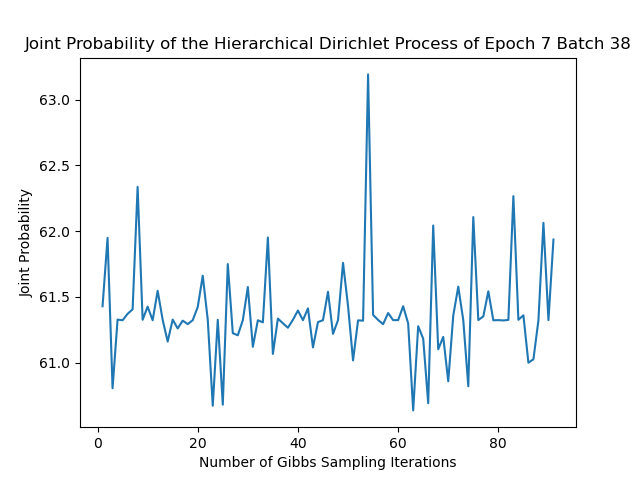 Joint Probability of the Hierarchical Dirichlet Process of Epoch 7 Batch 38
63.0
62.5
62.0
61.5
61.0
Joint Probability
0 20 40 60 80
Number of Gibbs Sampling Iterations